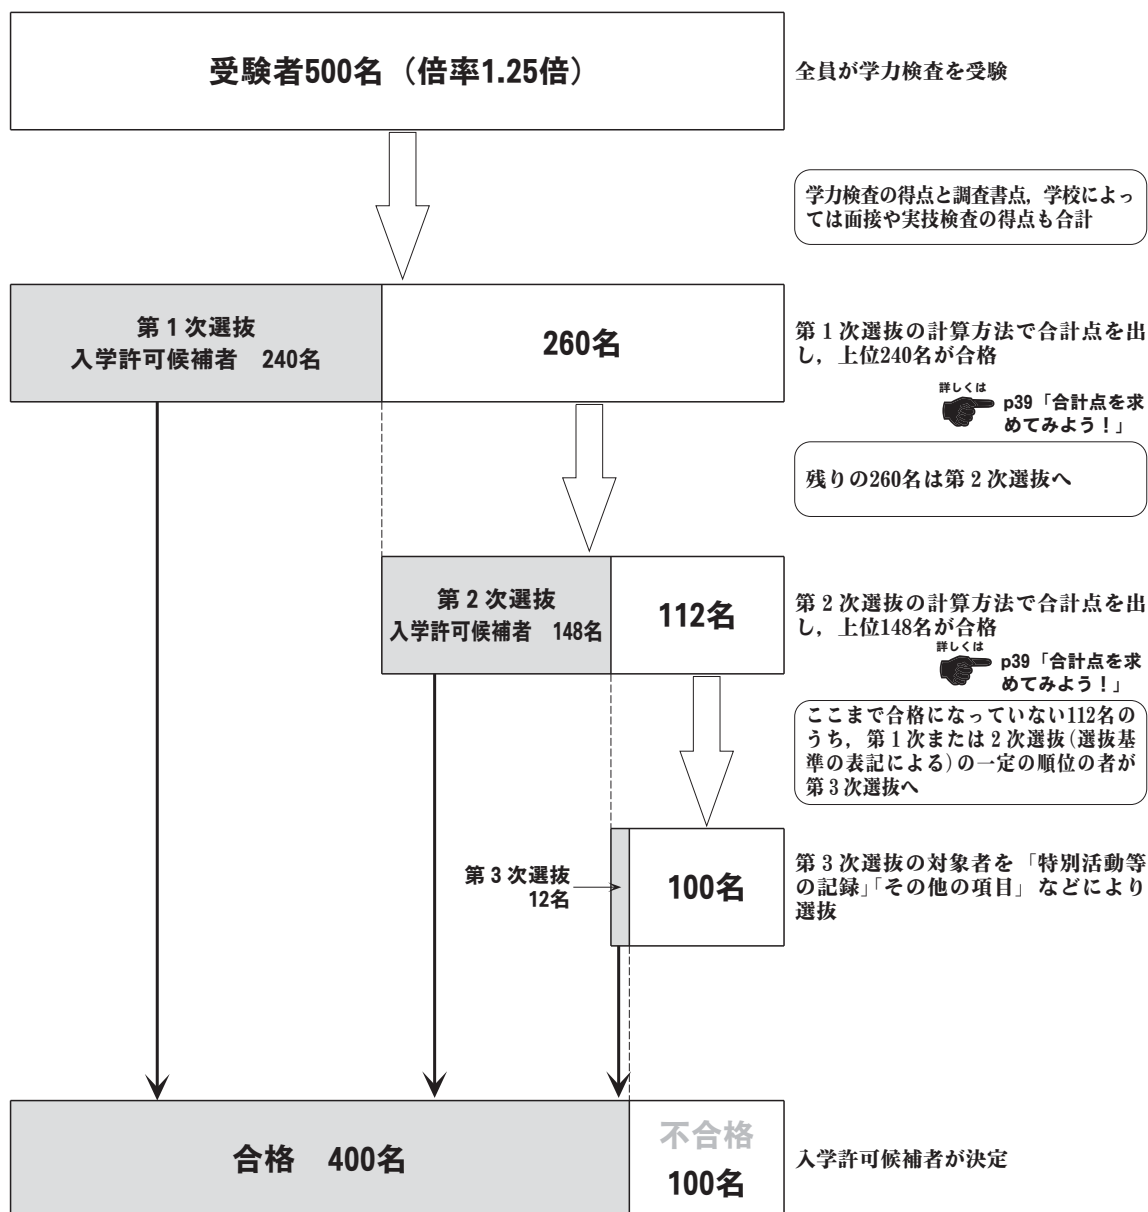 受験者500名（倍率1.25倍）
全員が学力検査を受験
学力検査の得点と調査書点，学校によっ
ては面接や実技検査の得点も合計
第１次選抜
入学許可候補者　240名
260名
第１次選抜の計算方法で合計点を出
し，上位240名が合格
詳しくは
p39「合計点を求
めてみよう！」
残りの260名は第２次選抜へ
第２次選抜
入学許可候補者　148名
112名
第２次選抜の計算方法で合計点を出
し，上位148名が合格
詳しくは
p39「合計点を求
めてみよう！」
ここまで合格になっていない112名の
うち，第１次または２次選抜（選抜基
準の表記による）の一定の順位の者が
第３次選抜へ
第３次選抜
12名
100名
第３次選抜の対象者を「特別活動等
の記録」「その他の項目」などにより
選抜
合格　400名
不合格
100名
入学許可候補者が決定